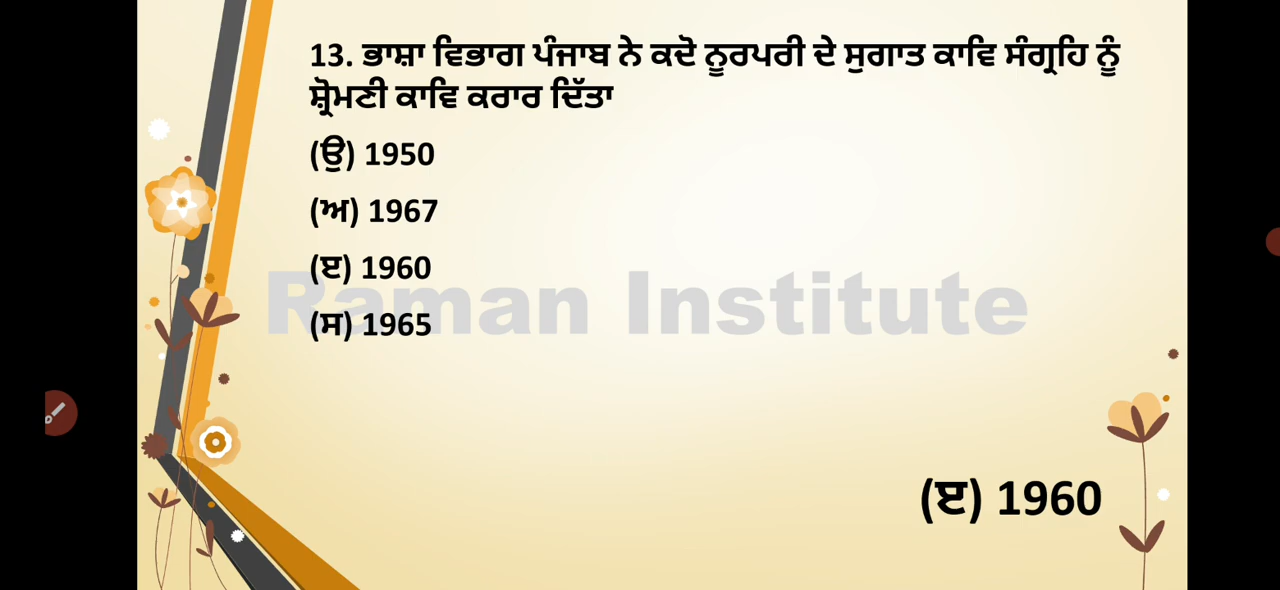 13. ਭਾਸ਼ਾ ਵਿਭਾਗ ਪੰਜਾਬ ਨੇ ਕਦੋ ਨੂਰਪਰੀ ਦੇ ਸੁਗਾਤ ਕਾਵਿ ਸੰਗ੍ਰਹਿ ਨੂੰ
ਸ਼੍ਰੋਮਣੀ ਕਾਵਿ ਕਰਾਰ ਦਿੱਤਾ
(ਉ) 1950
(ਅ) 1967
(ੲ) 1960
(ਸ) 1965
Raman Institute
(ੲ) 1960